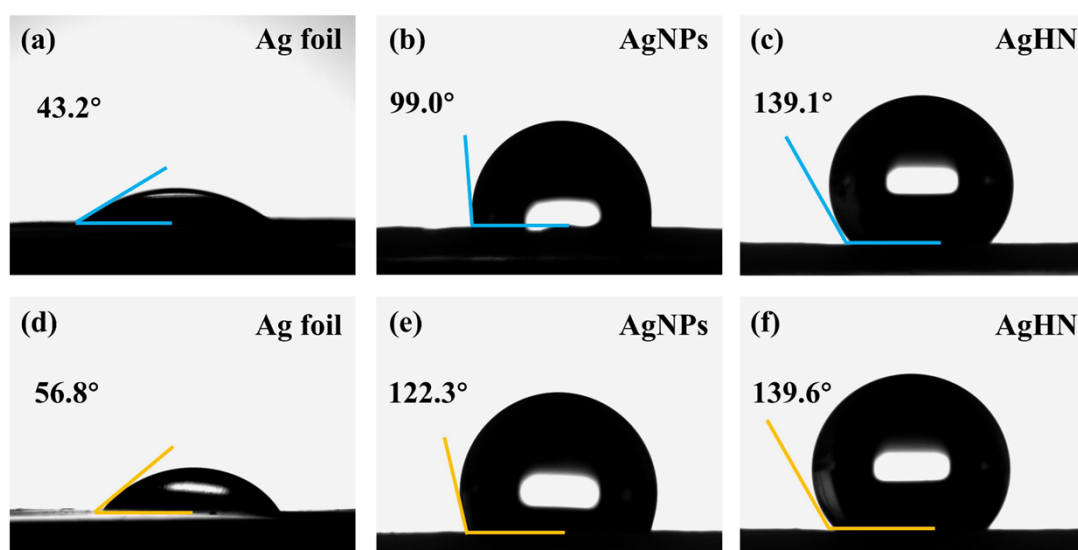 (a) Ag foil
43.2°
(b) AgNPs
99.0°
(c) AgHN
139.1°
(d) Ag foil
56.8°
(e) AgNPs
122.3°
(f) AgHN
139.6°